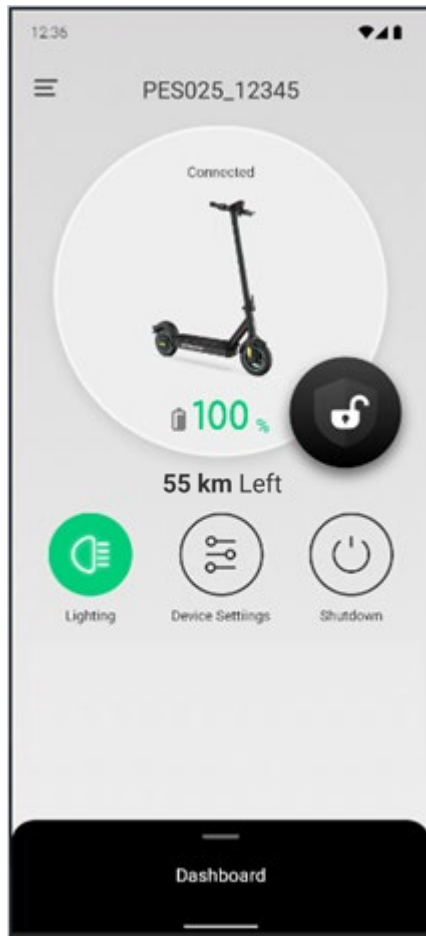 12:36
PES025_12345
Connected
100 %
55 km Left
Lighting Device Settiings Shutdown
Dashboard